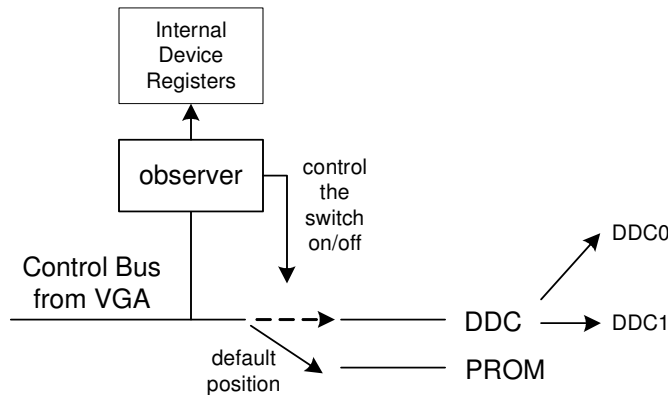 Internal
Device
Registers
observer
control
the
switch
on/off
Control Bus
from VGA
DDC0
DDC
DDC1
default
position
PROM